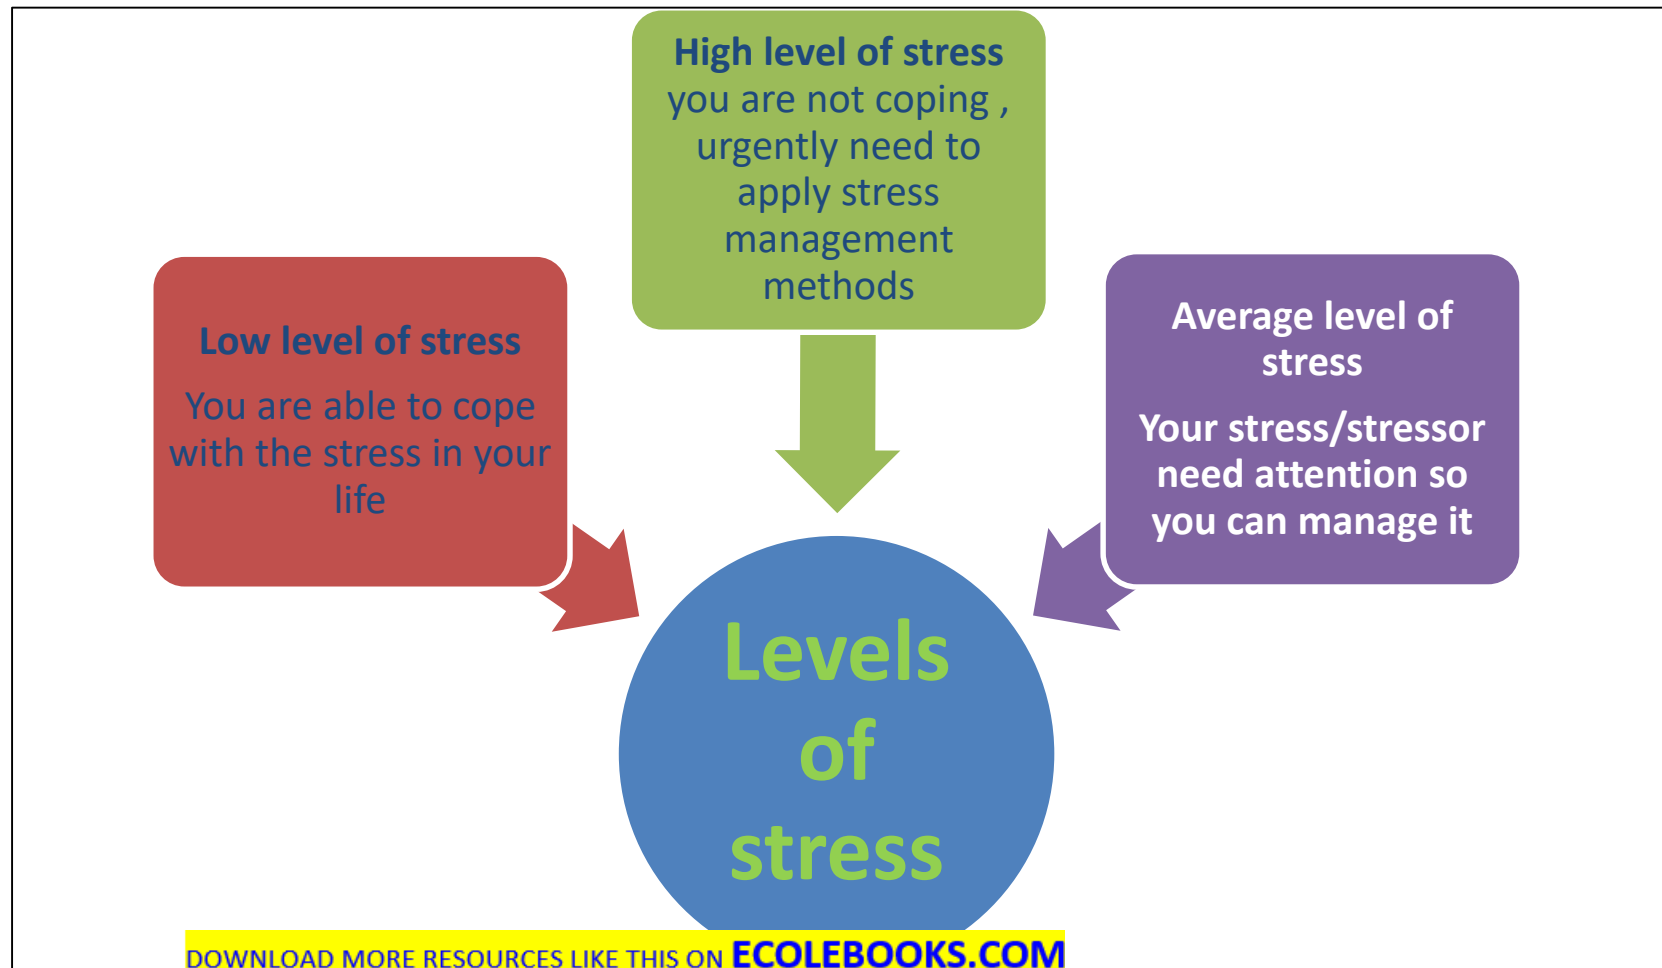 High level of stress
you are not coping ,
urgently need to
apply stress
management
methods
Low level of stress
You are able to cope
with the stress in your
life
Average level of
stress
Your stress/stressor
need attention so
you can manage it
Levels
of
stress
DOWNLOAD MORE RESOURCES LIKE THIS ON ECOLEBOOKS.COM